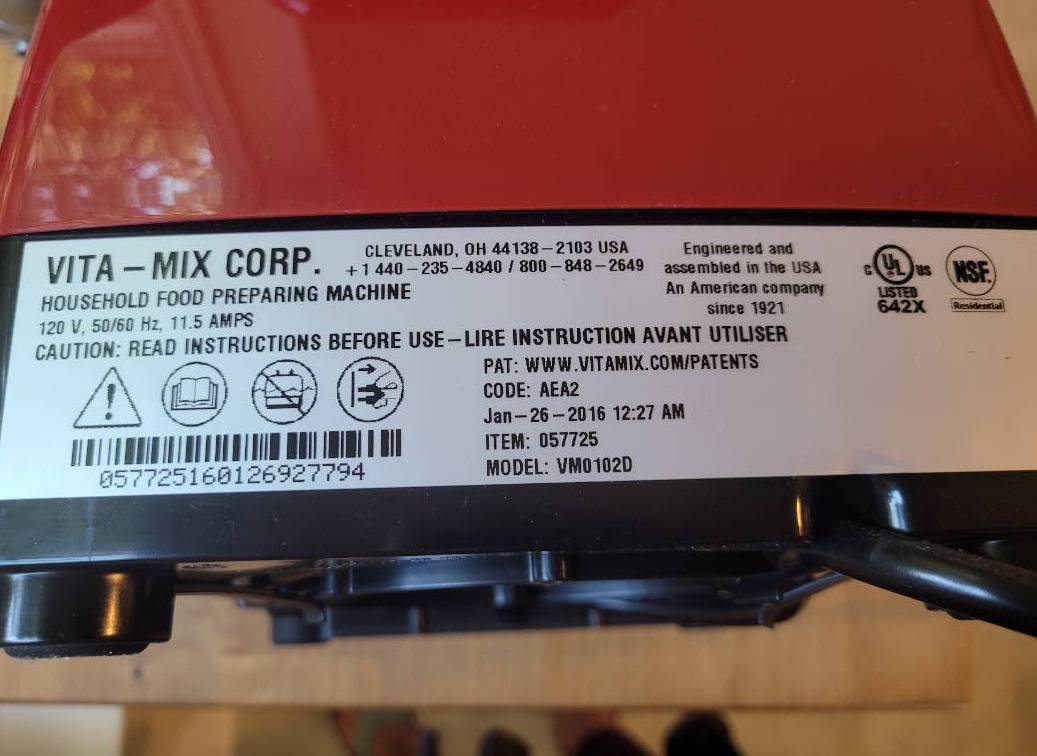 VITA-MIX CORP.
CLEVELAND, OH 44138-2103 USA
+1 440-235-4840 / 800-848-2649
HOUSEHOLD FOOD PREPARING MACHINE
120 V, 50/60 Hz, 11.5 AMPS
CAUTION: READ INSTRUCTIONS BEFORE USE-LIRE INSTRUCTION AVANT UTILISER
Engineered and
assembled in the USA
An American company
since 1921
C UL US
LISTED
642X
NSF.
Residential
PAT: WWW.VITAMIX.COM/PATENTS
CODE: AEA2
Jan-26-2016 12:27 AM
ITEM: 057725
MODEL: VM0102D
057725160126927794